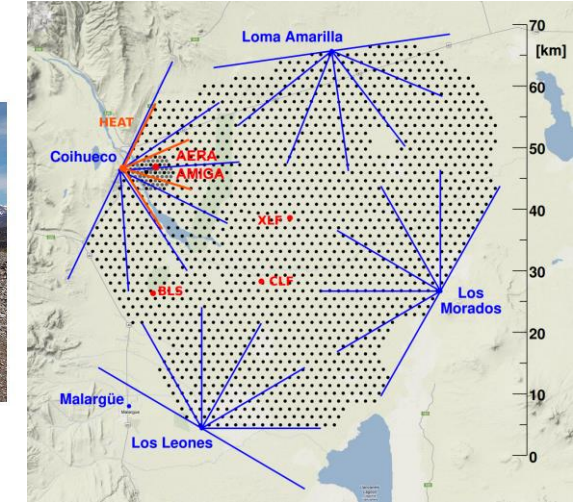 70
[km]
Loma Amarilla
60
HEAT
50
Coihueco
AERA
AMIGA
40
XLF
30
CLF
BLS
Los
Morados
20
Malargüe
10
Los Leones
0